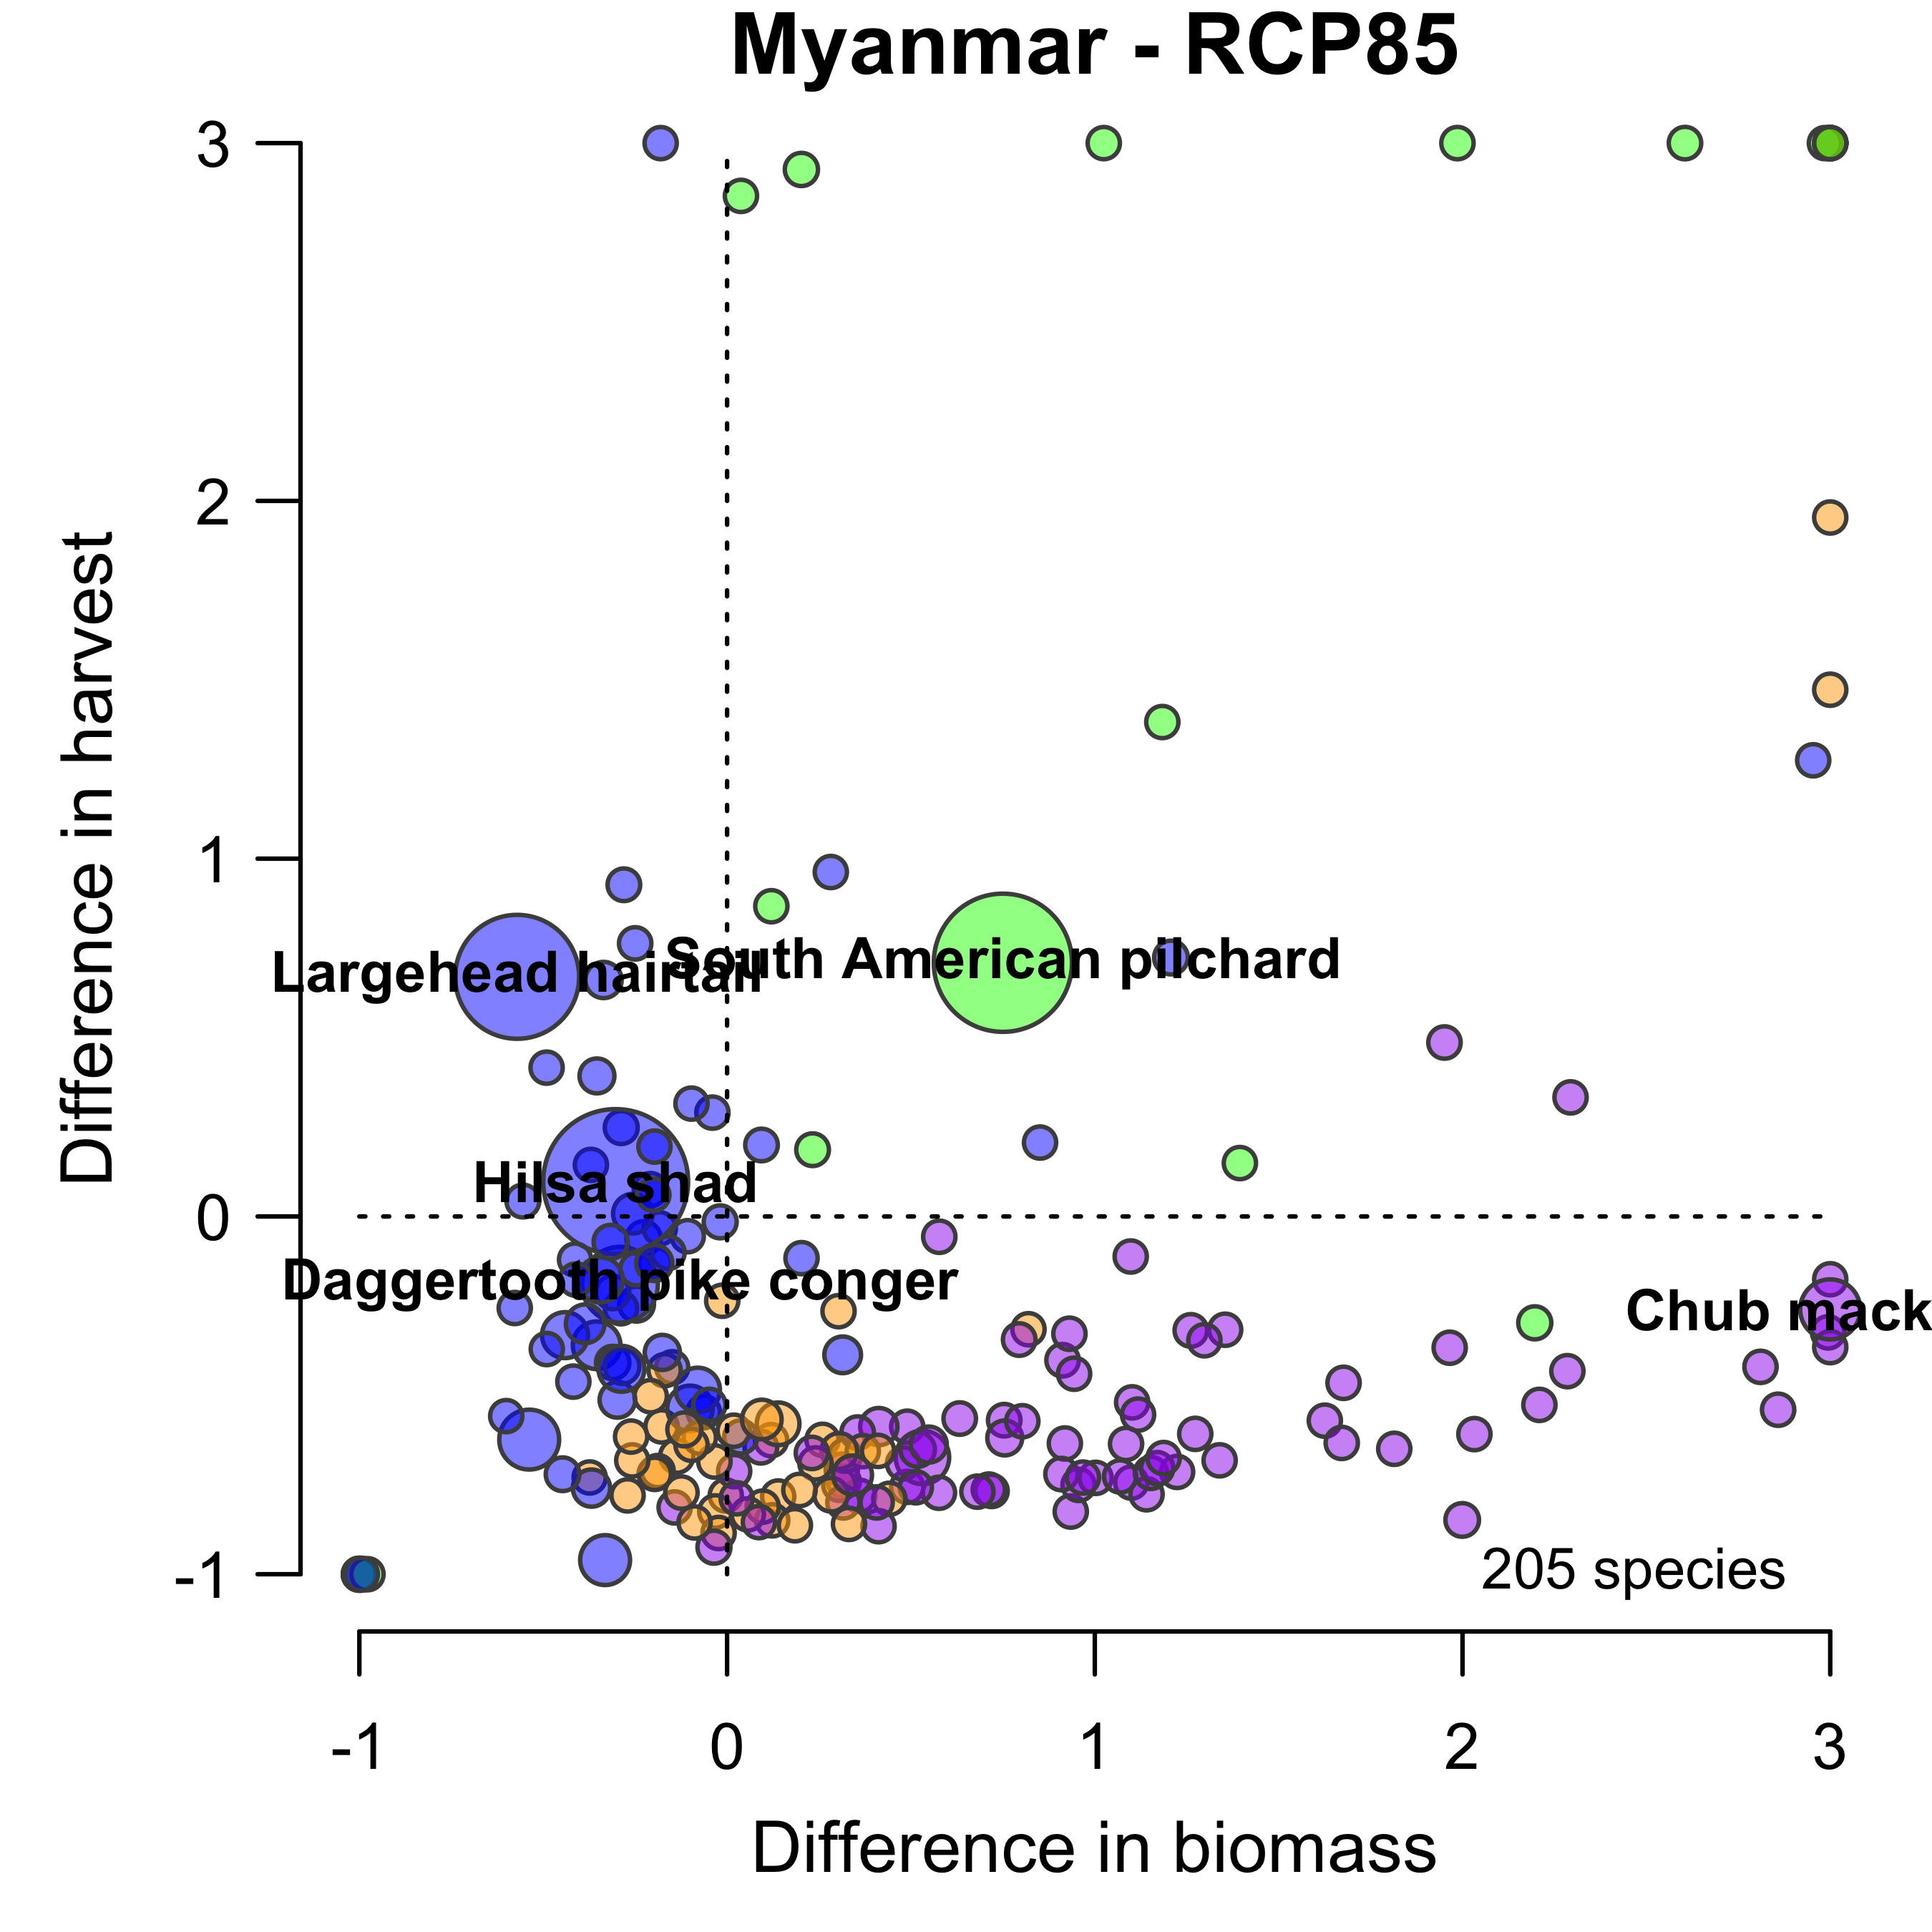 Myanmar - RCP85
Difference in harvest
3
2
1
0
-1
Largehead hairtail
South American pilchard
Hilsa shad
Daggertooth pike conger
Chub mack
205 species
-1
0
1
2
3
Difference in biomass